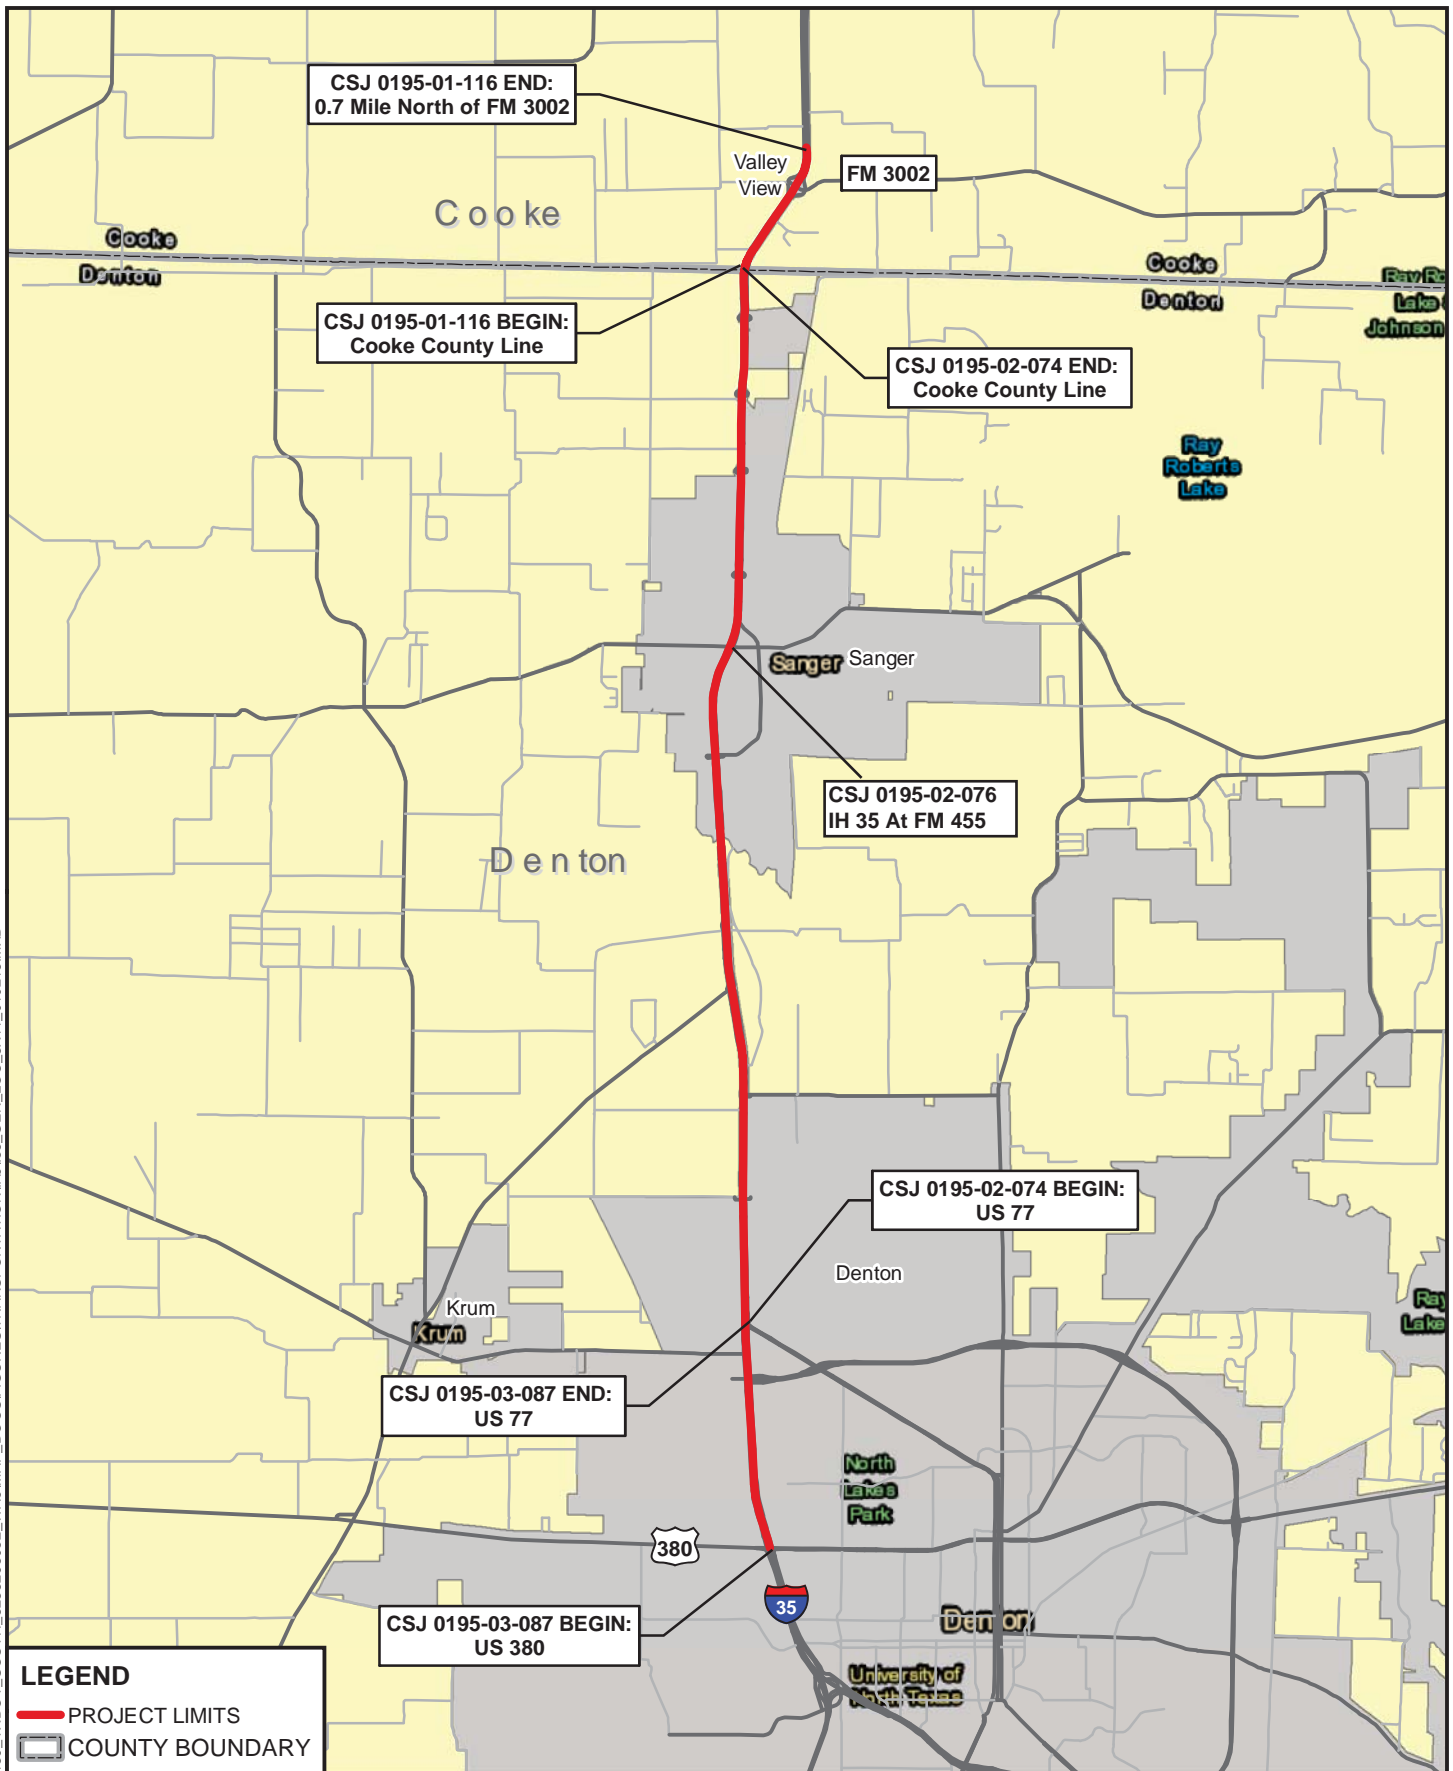 CSJ 0195-01-116 END:
0.7 Mile North of FM 3002
Valley
View
FM 3002
Cooke
Cooke
Denton
Cooke
Denton
Lake
Johnson
CSJ 0195-01-116 BEGIN:
Cooke County Line
CSJ 0195-02-074 END:
Cooke County Line
Ray
Roberts
Lake
Sanger
Sanger
CSJ 0195-02-076
IH 35 At FM 455
Denton
CSJ 0195-02-074 BEGIN:
US 77
Denton
Krum
Krum
Ray
Lake
CSJ 0195-03-087 END:
US 77
North
Lakes
Park
380
35
CSJ 0195-03-087 BEGIN:
US 380
Denton
University of
North Texas
LEGEND
PROJECT LIMITS
COUNTY BOUNDARY